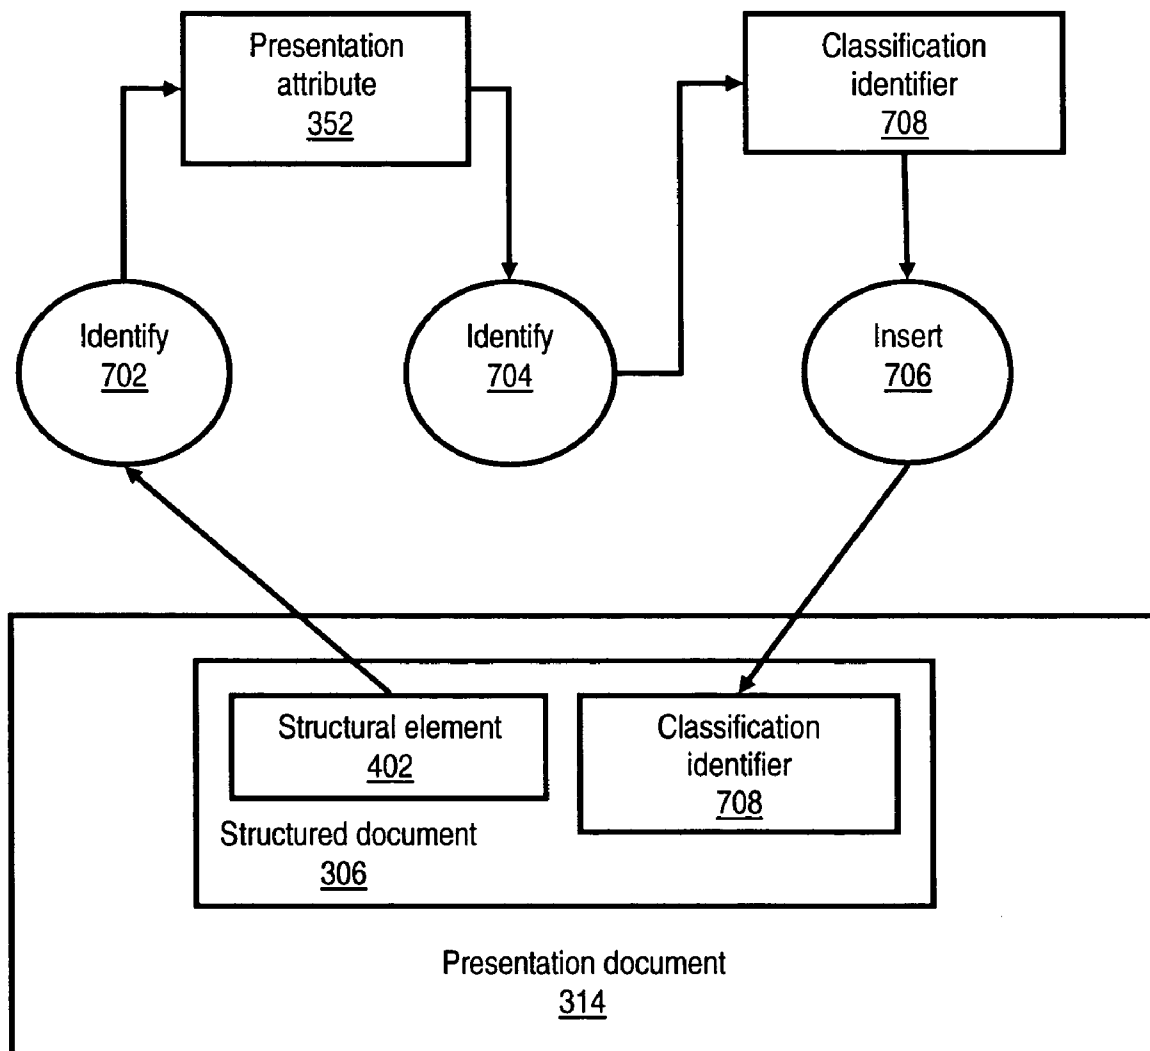 Presentation
attribute
352
Classification
identifier
708
Identify
702
Identify
704
Insert
706
Structural element
402
Classification
identifier
708
Structured document
306
Presentation document
314